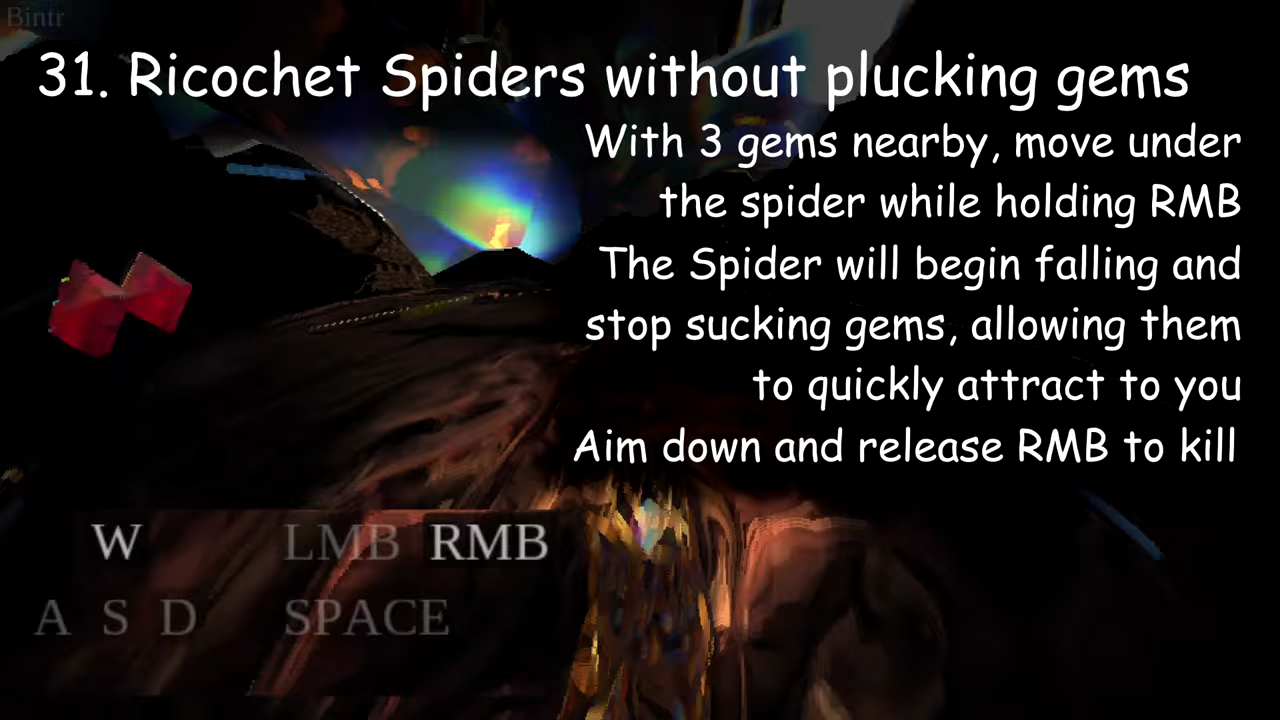 Bintr
31. Ricochet Spiders without plucking gems
With 3 gems nearby, move under
the spider while holding RMB
The Spider will begin falling and
stop sucking gems, allowing them
to quickly attract to you
Aim down and release RMB to kill
W LMB RMB
A S D SPACE